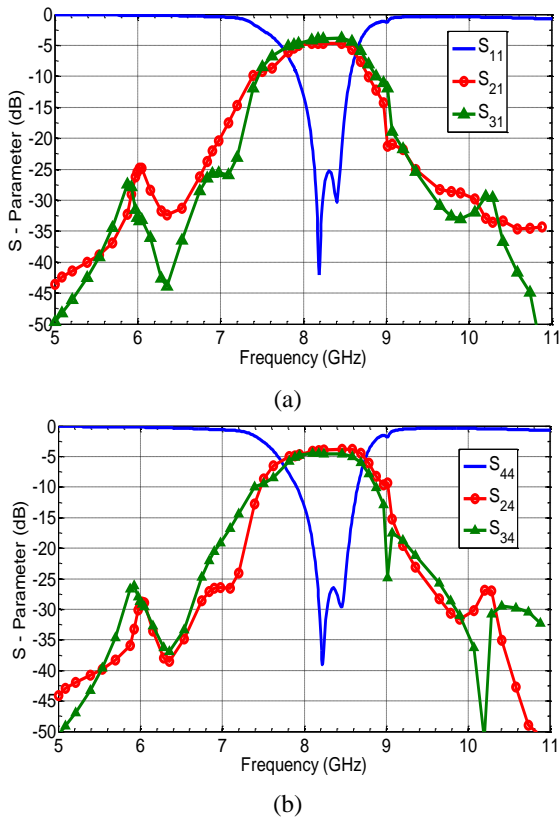 0
-5
-10
-15
-20
-25
-30
-35
-40
-45
-50
S - Parameter (dB)
S11
S21
S31
5 6 7 8 9 10 11
Frequency (GHz)
(a)
0
-5
-10
-15
-20
-25
-30
-35
-40
-45
-50
S - Parameter (dB)
S44
S24
S34
5 6 7 8 9 10 11
Frequency (GHz)
(b)